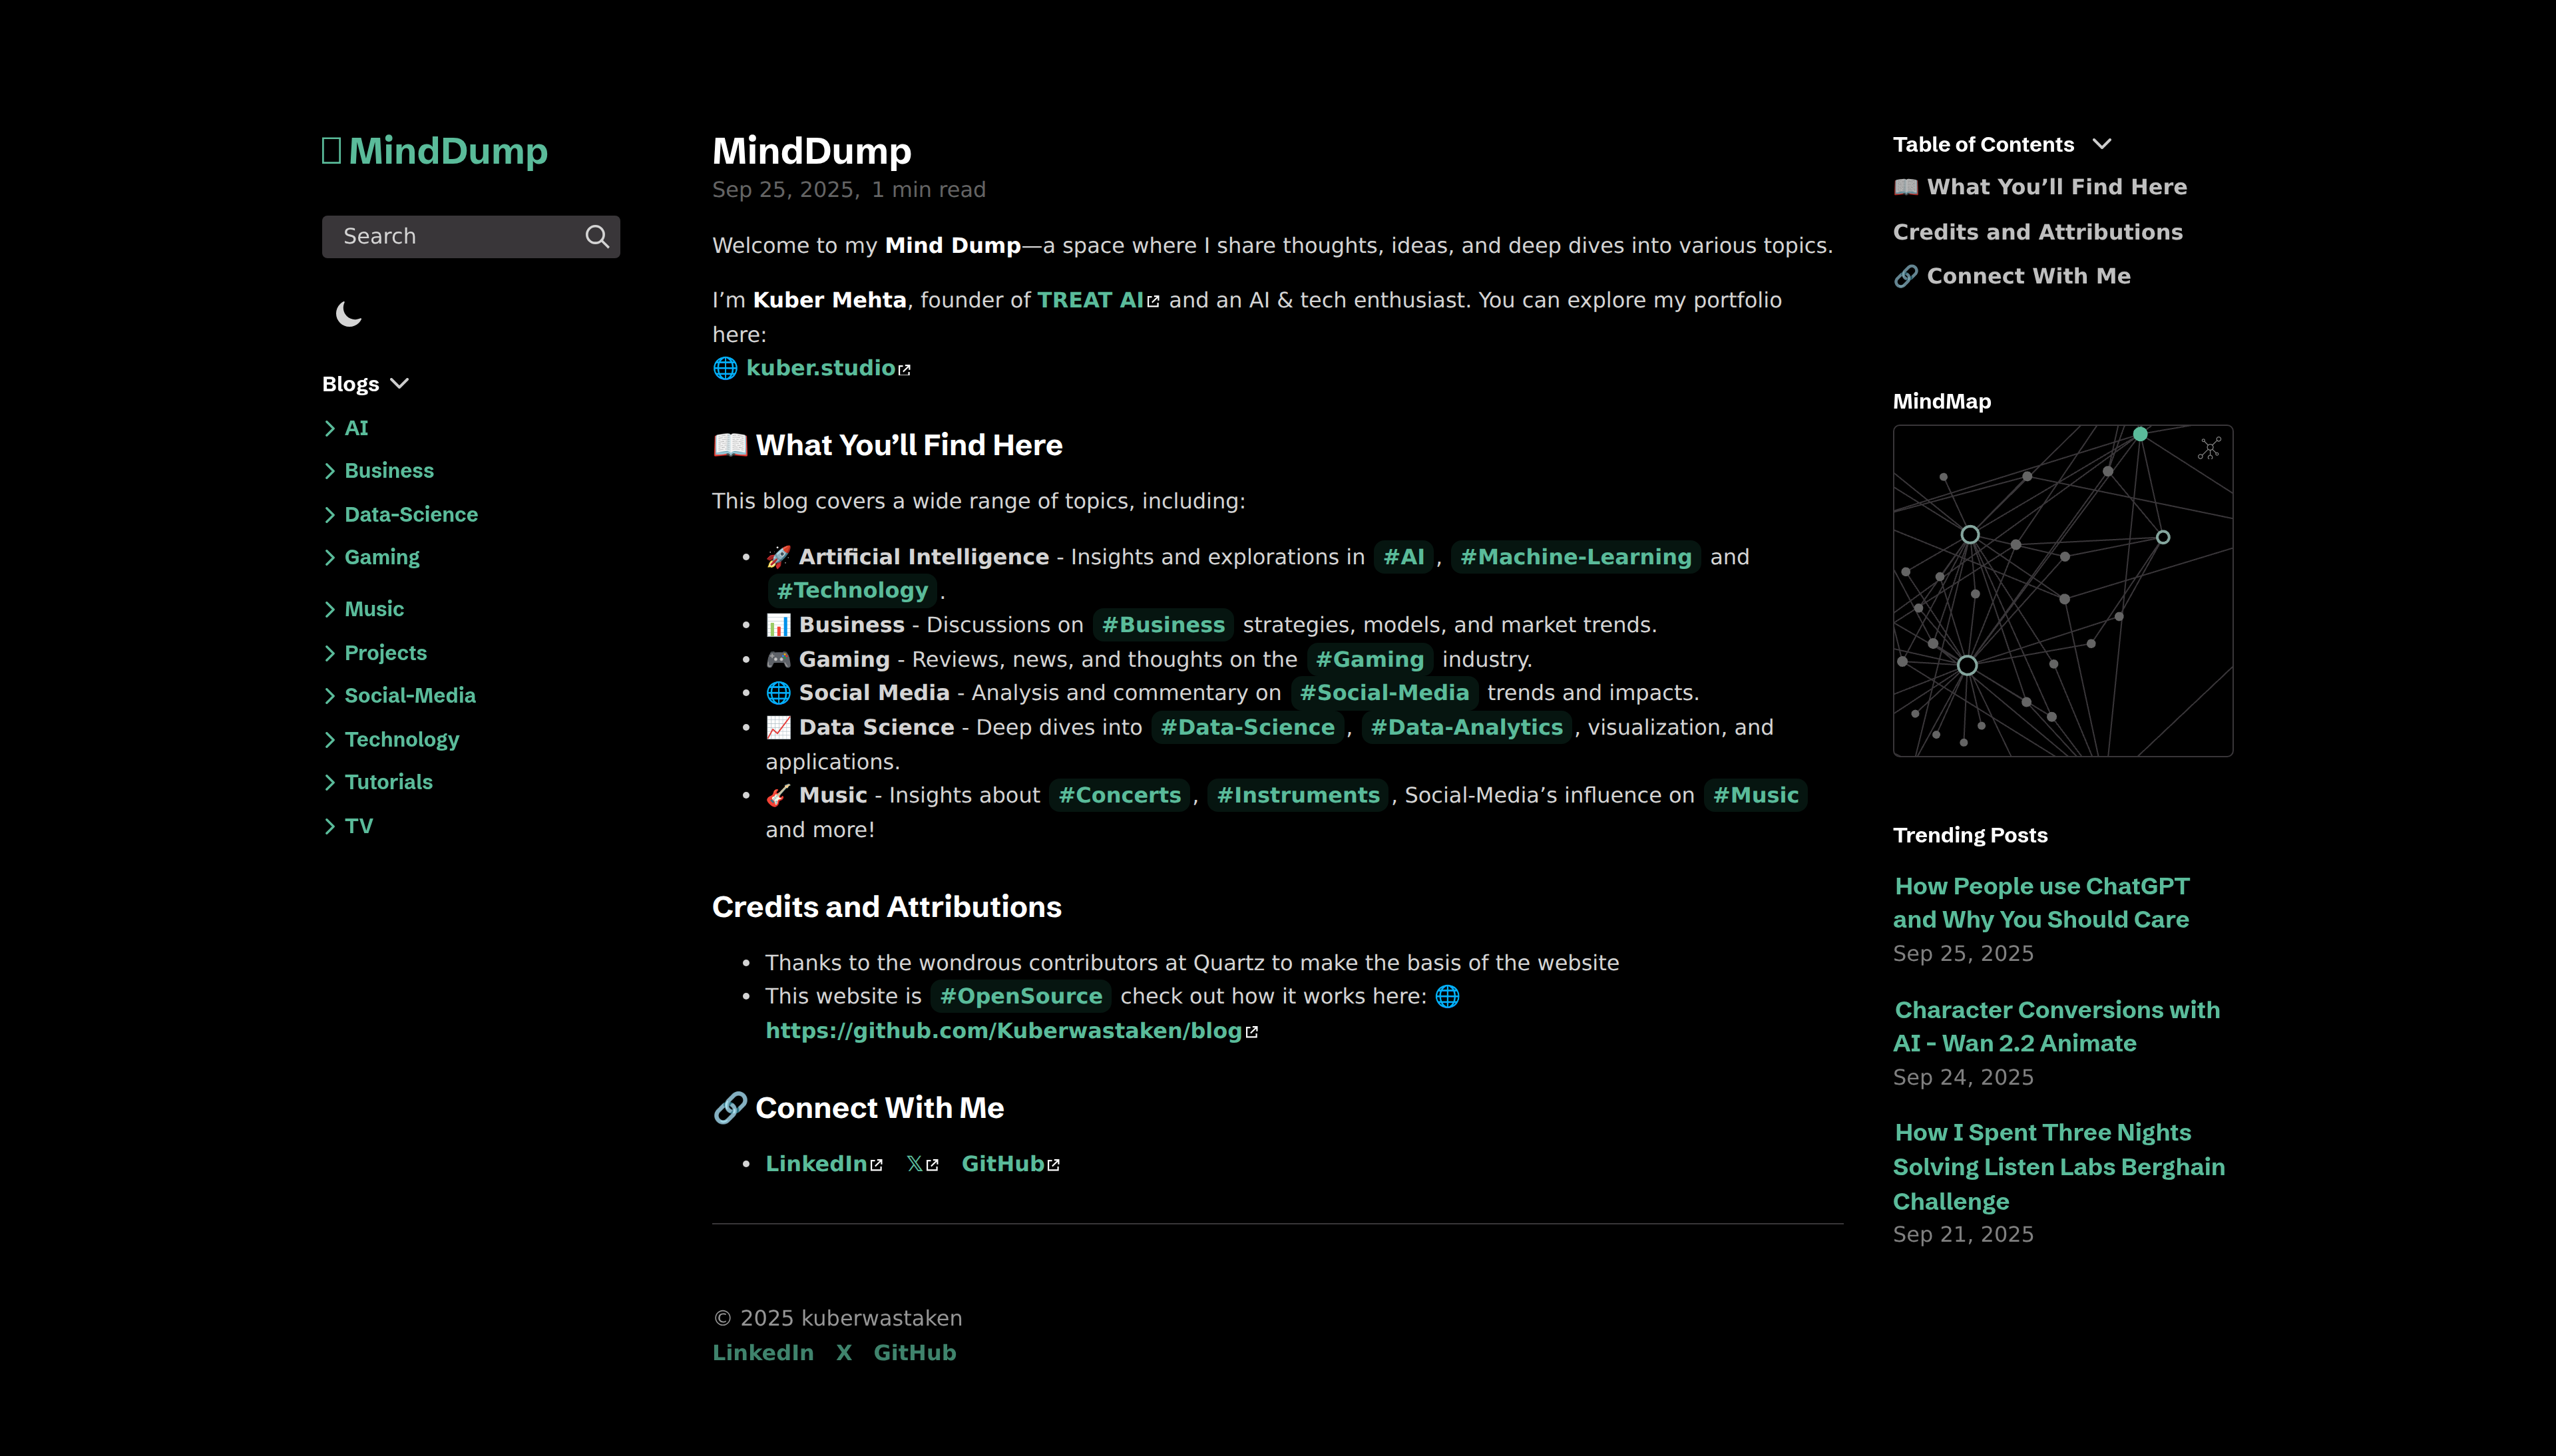 MindDump
Search
Blogs
AI
Business
Data-Science
Gaming
Music
Projects
Social-Media
Technology
Tutorials
TV
MindDump
Sep 25, 2025, 1 min read
Welcome to my Mind Dump—a space where I share thoughts, ideas, and deep dives into various topics.
I’m Kuber Mehta, founder of TREAT AI and an AI & tech enthusiast. You can explore my portfolio
here:
🌐 kuber.studio
📖 What You’ll Find Here
This blog covers a wide range of topics, including:
• 🚀 Artificial Intelligence - Insights and explorations in #AI, #Machine-Learning and
#Technology.
• 📊 Business - Discussions on #Business strategies, models, and market trends.
• 🎮 Gaming - Reviews, news, and thoughts on the #Gaming industry.
• 🌐 Social Media - Analysis and commentary on #Social-Media trends and impacts.
• 📈 Data Science - Deep dives into #Data-Science, #Data-Analytics, visualization, and
applications.
• 🎸 Music - Insights about #Concerts, #Instruments, Social-Media’s influence on #Music
and more!
Credits and Attributions
• Thanks to the wondrous contributors at Quartz to make the basis of the website
• This website is #OpenSource check out how it works here: 🌐
https://github.com/Kuberwastaken/blog
🔗 Connect With Me
• LinkedIn 𝕏 GitHub
© 2025 kuberwastaken
LinkedIn X GitHub
Table of Contents
📖 What You’ll Find Here
Credits and Attributions
🔗 Connect With Me
MindMap
Trending Posts
How People use ChatGPT
and Why You Should Care
Sep 25, 2025
Character Conversions with
AI - Wan 2.2 Animate
Sep 24, 2025
How I Spent Three Nights
Solving Listen Labs Berghain
Challenge
Sep 21, 2025